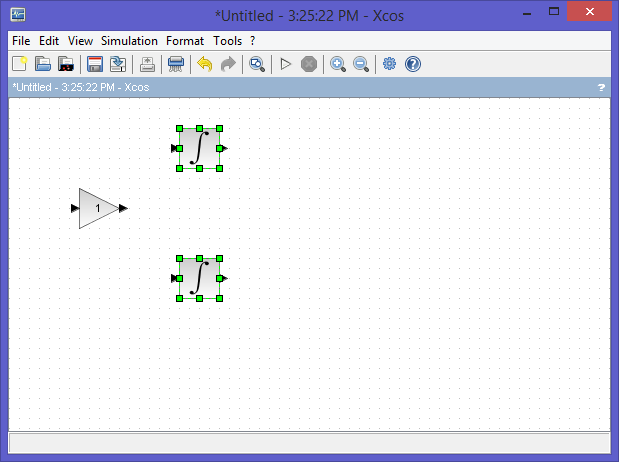 *Untitled - 3:25:22 PM - Xcos
File Edit View Simulation Format Tools ?
*Untitled - 3:25:22 PM - Xcos ?
∫
1
∫